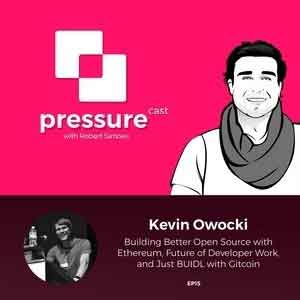 pressure cast
with Robert Simoes
Kevin Owocki
Building Better Open Source with
Ethereum, Future of Developer Work,
and Just BUIDL with Gitcoin
EP15